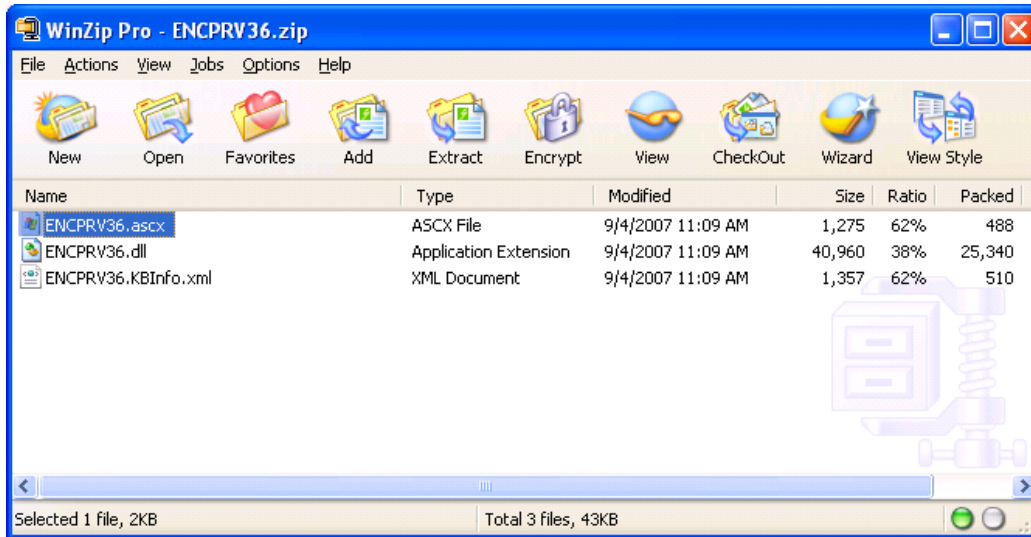 WinZip Pro - ENCPRV36.zip
File Actions View Jobs Options Help
New Open Favorites Add Extract Encrypt View CheckOut Wizard View Style
Name Type Modified Size Ratio Packed
ENCPRV36.ascx ASCX File 9/4/2007 11:09 AM 1,275 62% 488
ENCPRV36.dll Application Extension 9/4/2007 11:09 AM 40,960 38% 25,340
ENCPRV36.KBInfo.xml XML Document 9/4/2007 11:09 AM 1,357 62% 510
Selected 1 file, 2KB Total 3 files, 43KB